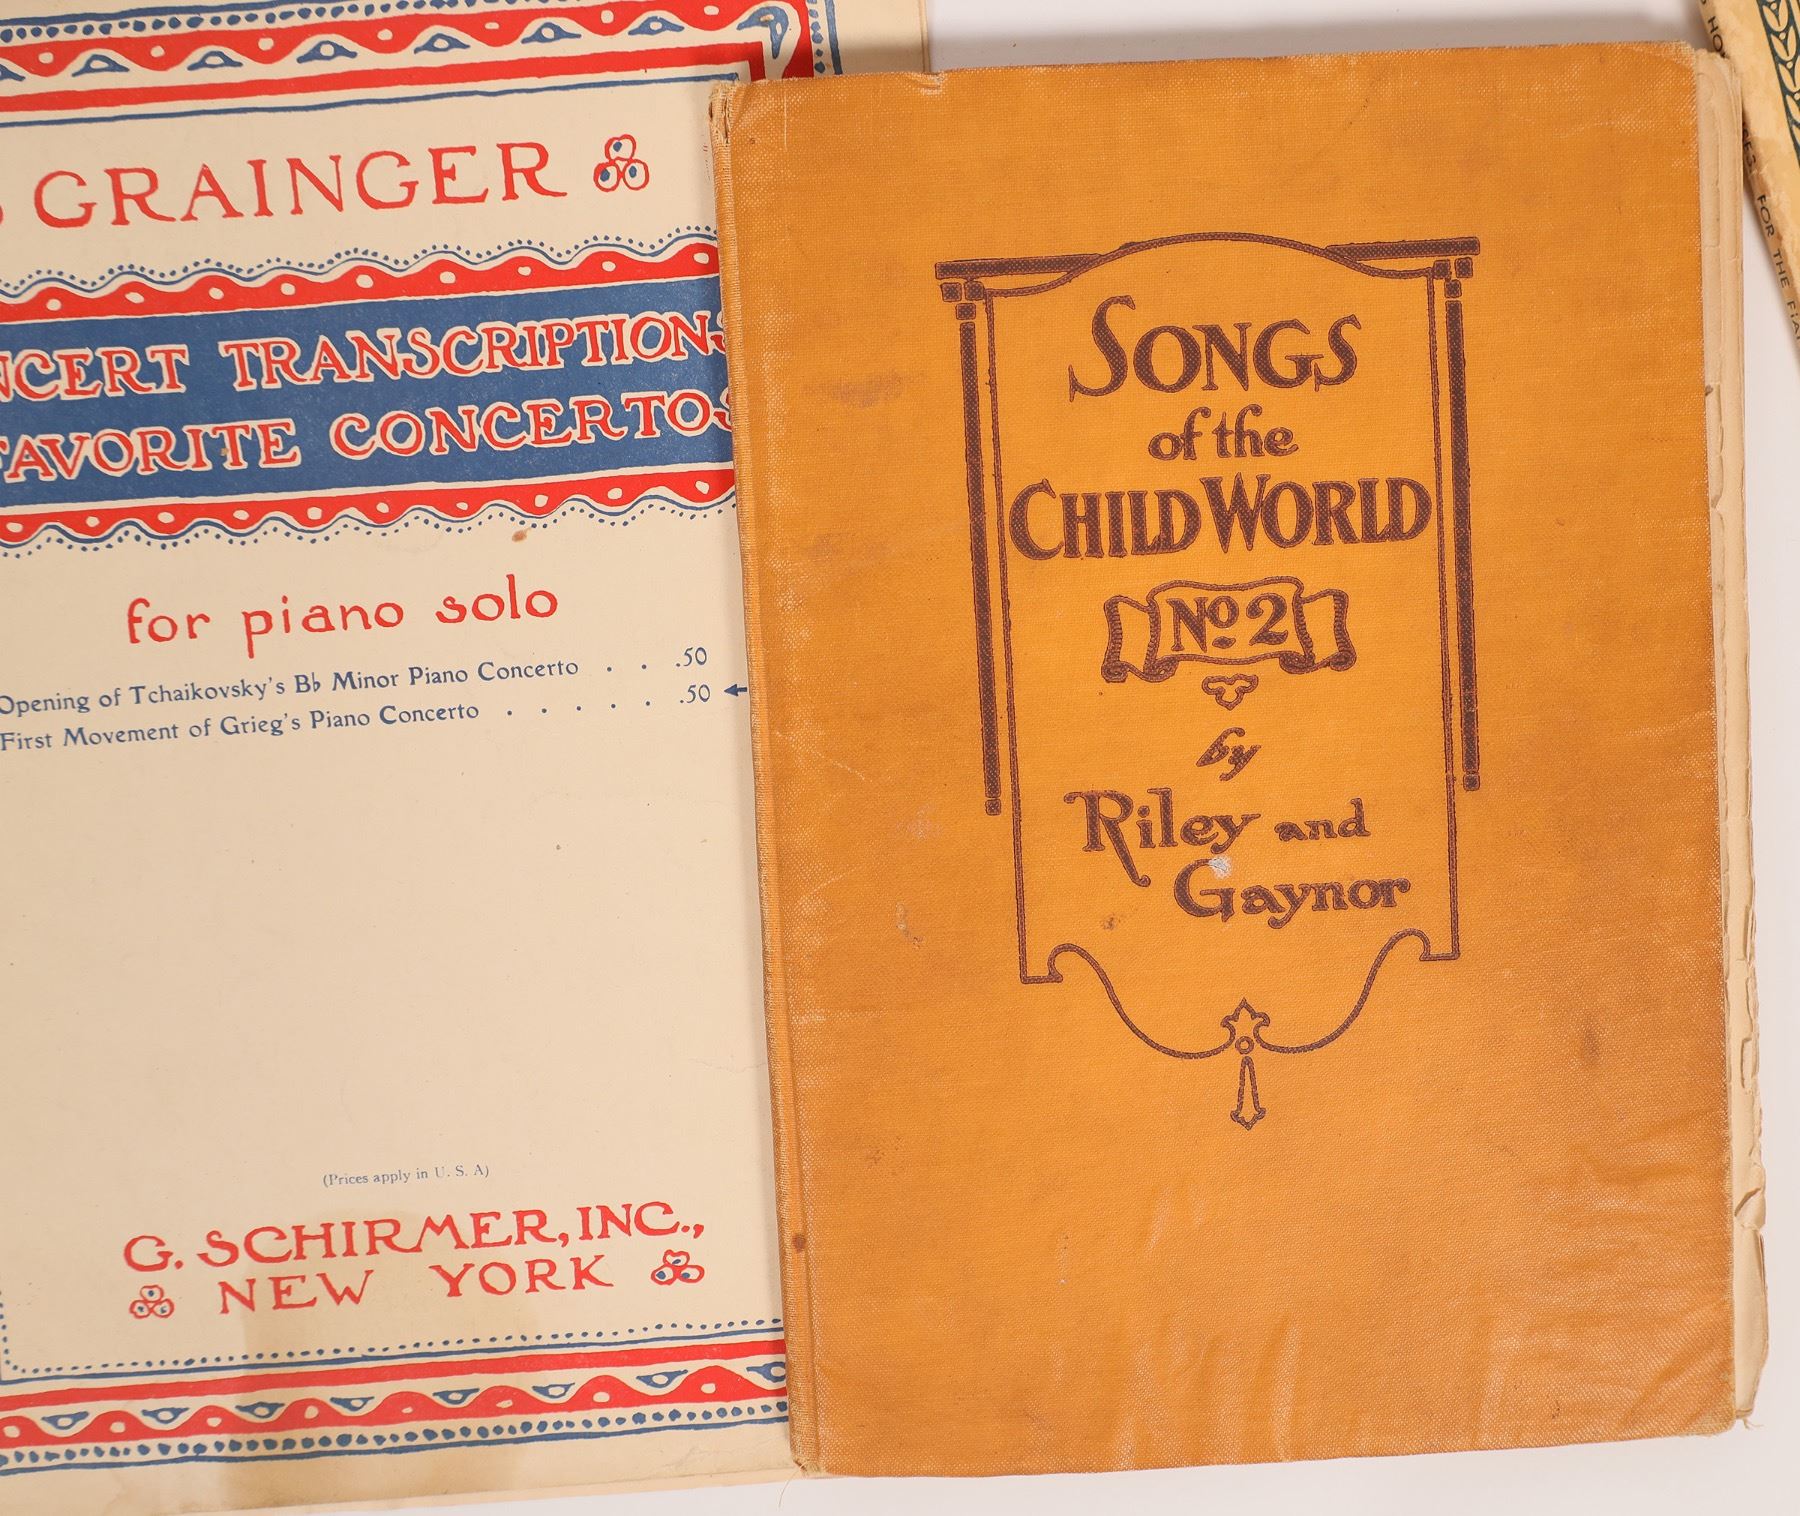 GRAINGER
TRANSCRIPTIONS
FAVORITE CONCERTOS
for piano solo
Opening of Tchaikovsky's B♭ Minor Piano Concerto . . .50
First Movement of Grieg's Piano Concerto . . . . . .50
(Prices apply in U. S. A)
G. SCHIRMER, INC.,
NEW YORK
SONGS
of the
CHILD WORLD
No. 2
by
Riley and
Gaynor
FOR THE